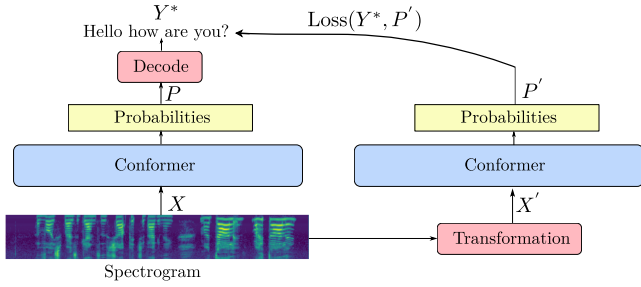 Y*
Hello how are you?
Loss(Y*, P′)
Decode
P
P′
Probabilities
Probabilities
Conformer
Conformer
X
X′
Transformation
Spectrogram